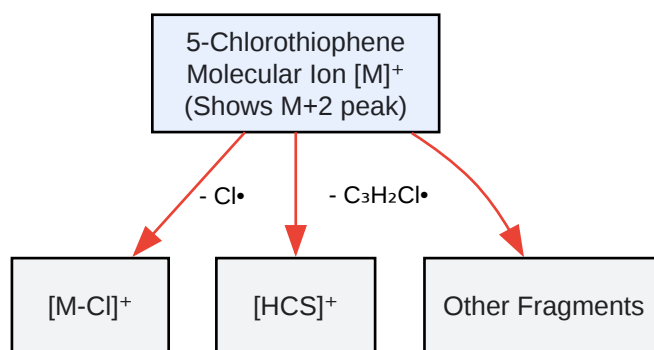 5-Chlorothiophene
Molecular Ion [M]⁺
(Shows M+2 peak)
- Cl•
- C₃H₂Cl•
[M-Cl]⁺
[HCS]⁺
Other Fragments